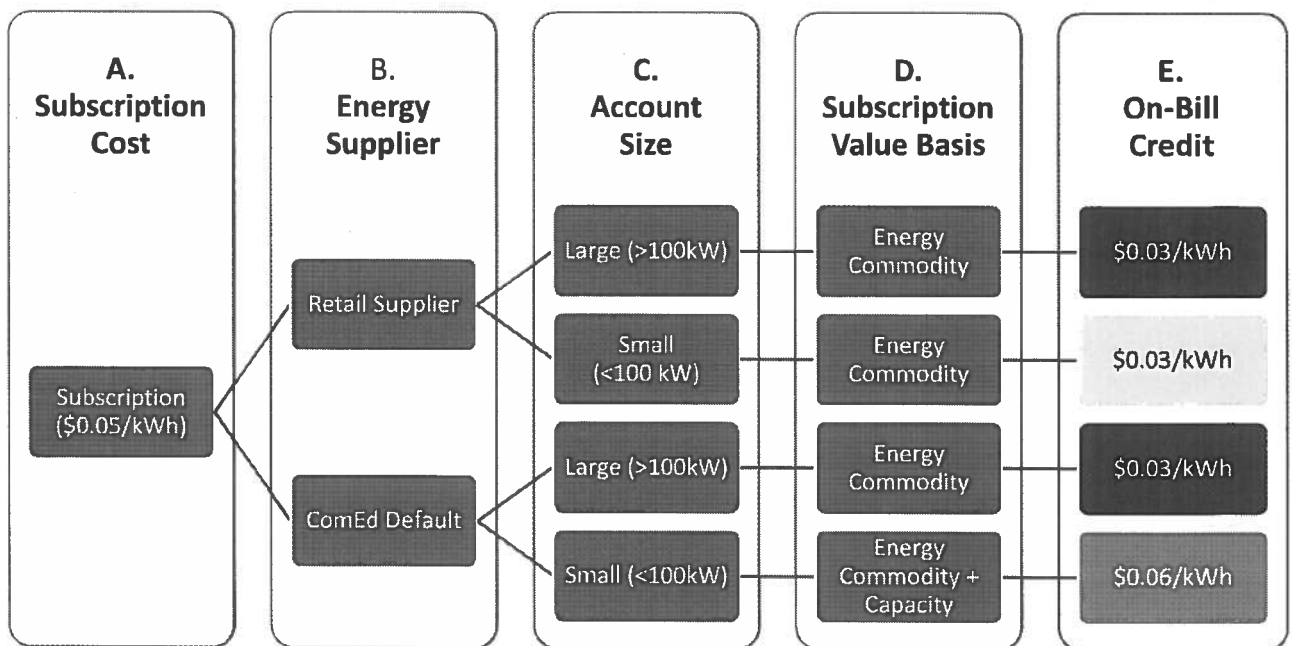 A.
Subscription
Cost
B.
Energy
Supplier
C.
Account
Size
D.
Subscription
Value Basis
E.
On-Bill
Credit
Subscription
($0.05/kWh)
Retail Supplier
ComEd Default
Large (>100kW)
Small
(<100 kW)
Large (>100kW)
Small (<100kW)
Energy
Commodity
Energy
Commodity
Energy
Commodity
Energy
Commodity +
Capacity
$0.03/kWh
$0.03/kWh
$0.03/kWh
$0.06/kWh